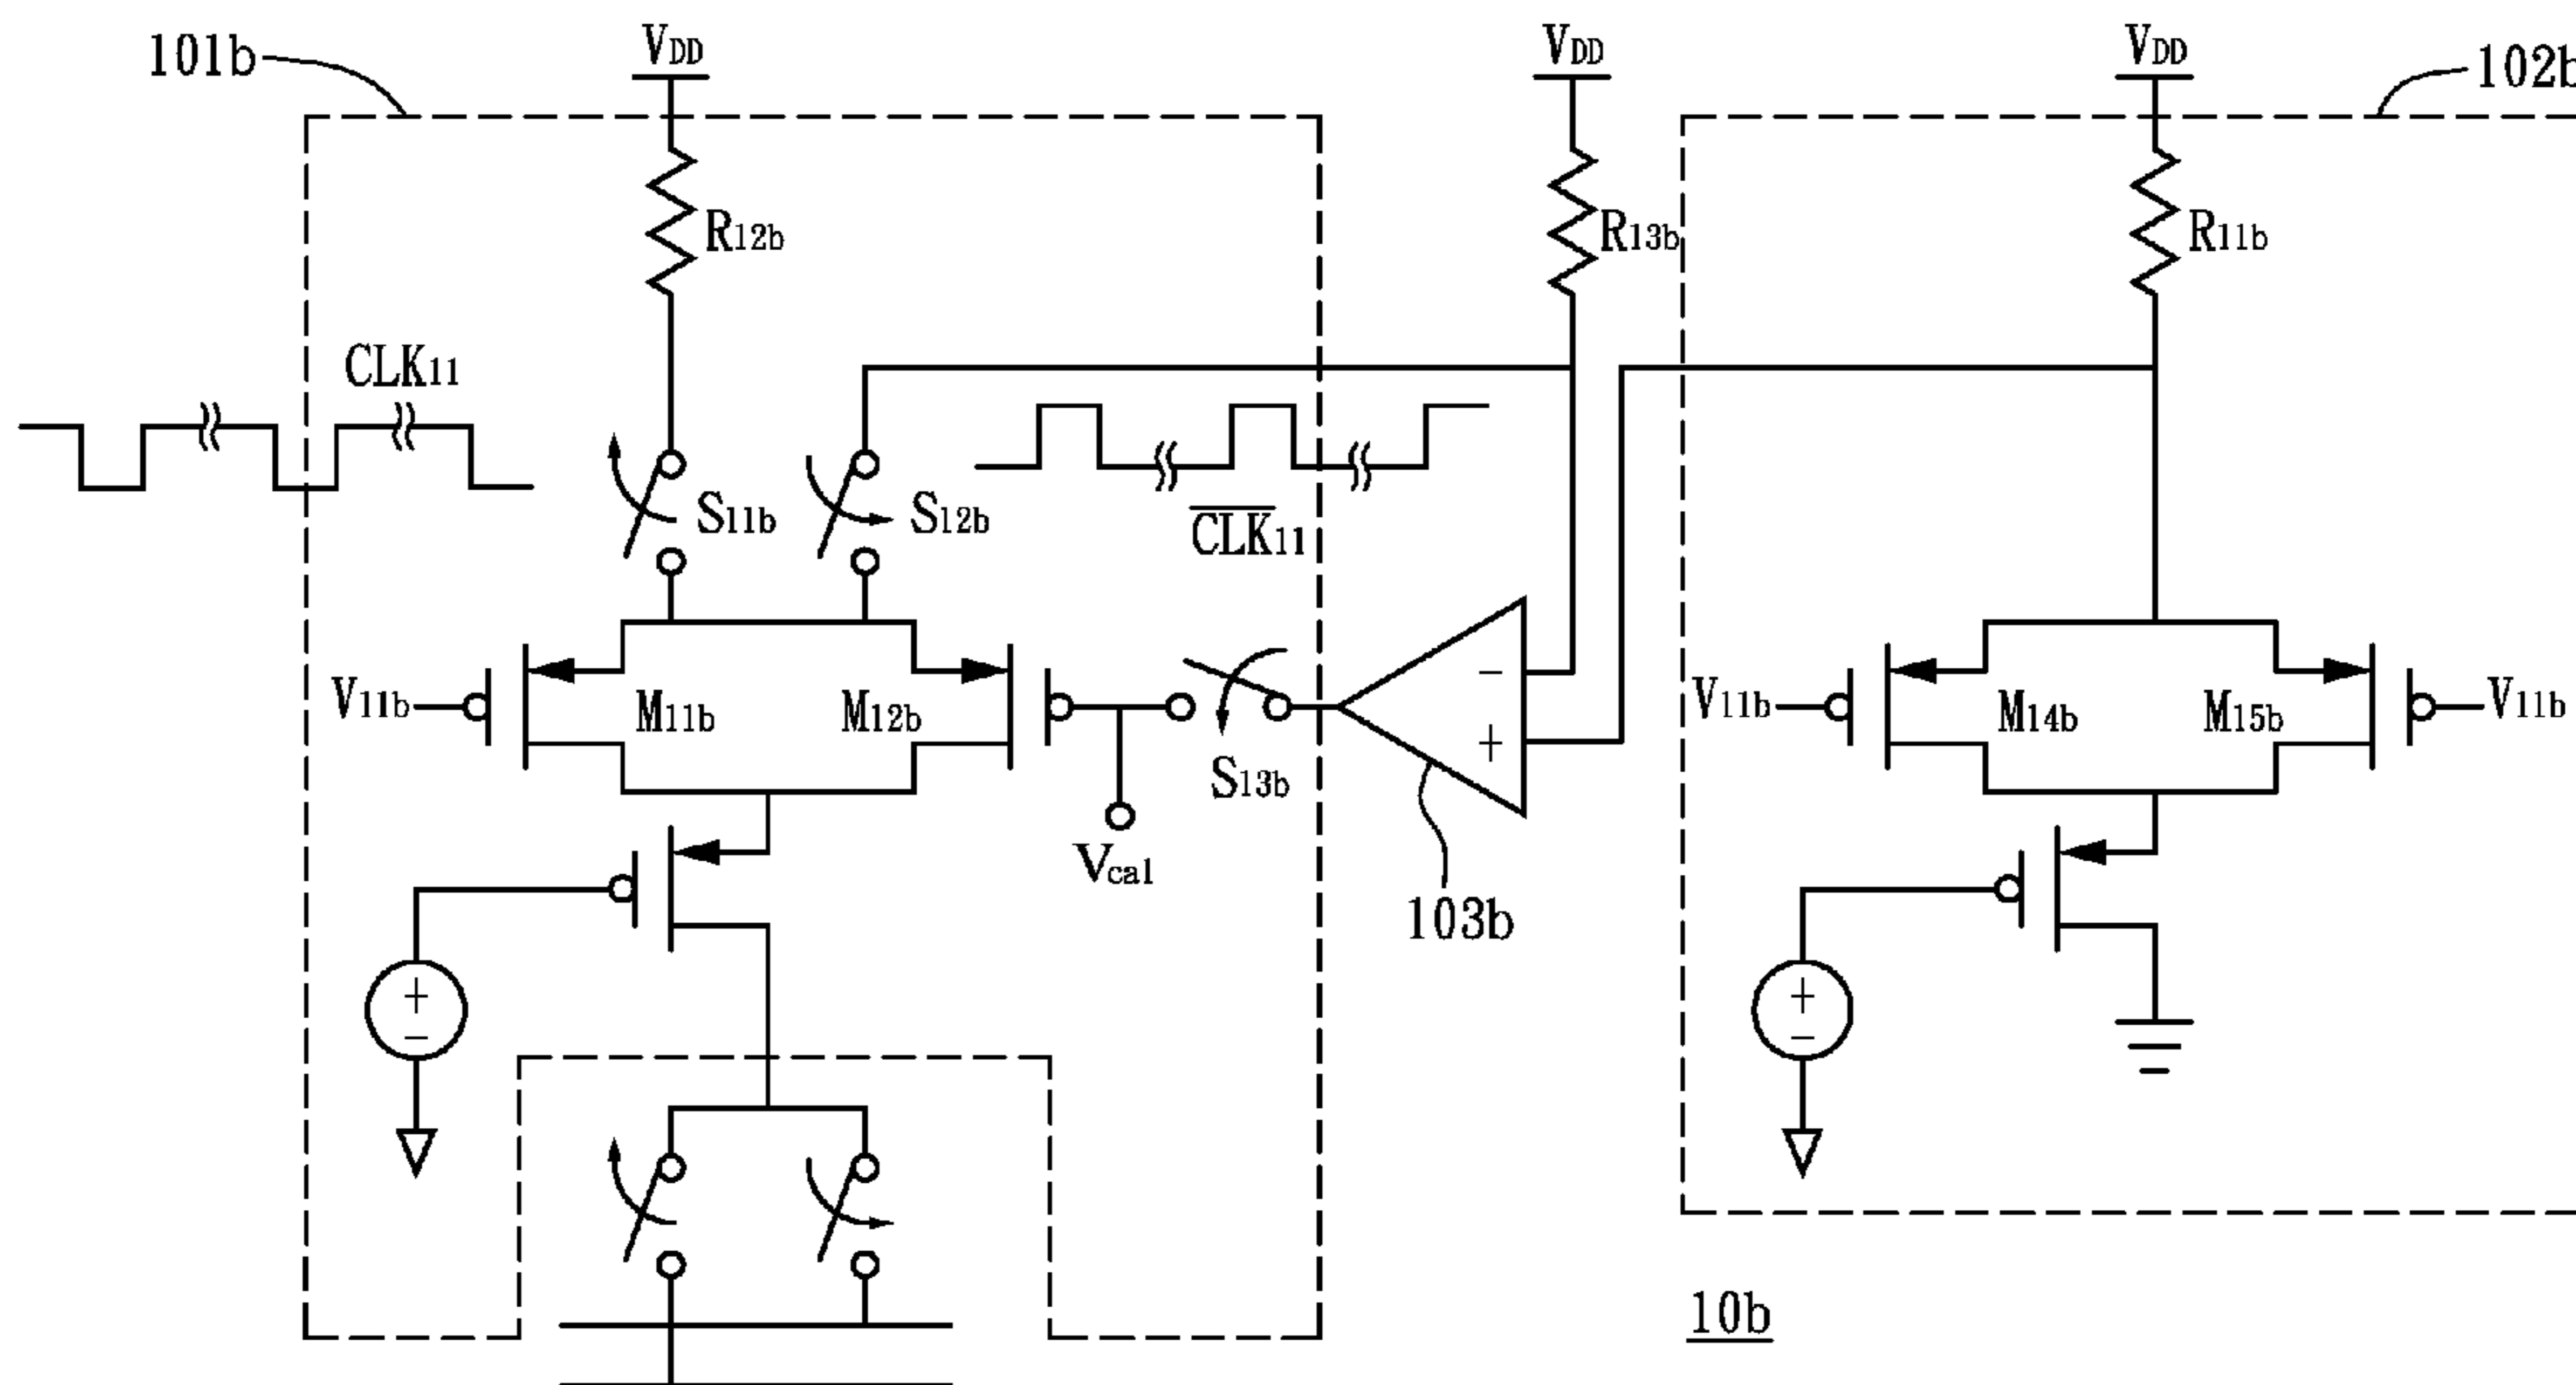 101b
VDD
VDD
VDD
102b
R12b
R13b
R11b
CLK11
S11b
S12b
CLK11
V11b
M11b
M12b
S13b
−
+
V11b
M14b
M15b
V11b
Vcal
103b
+
−
+
−
10b